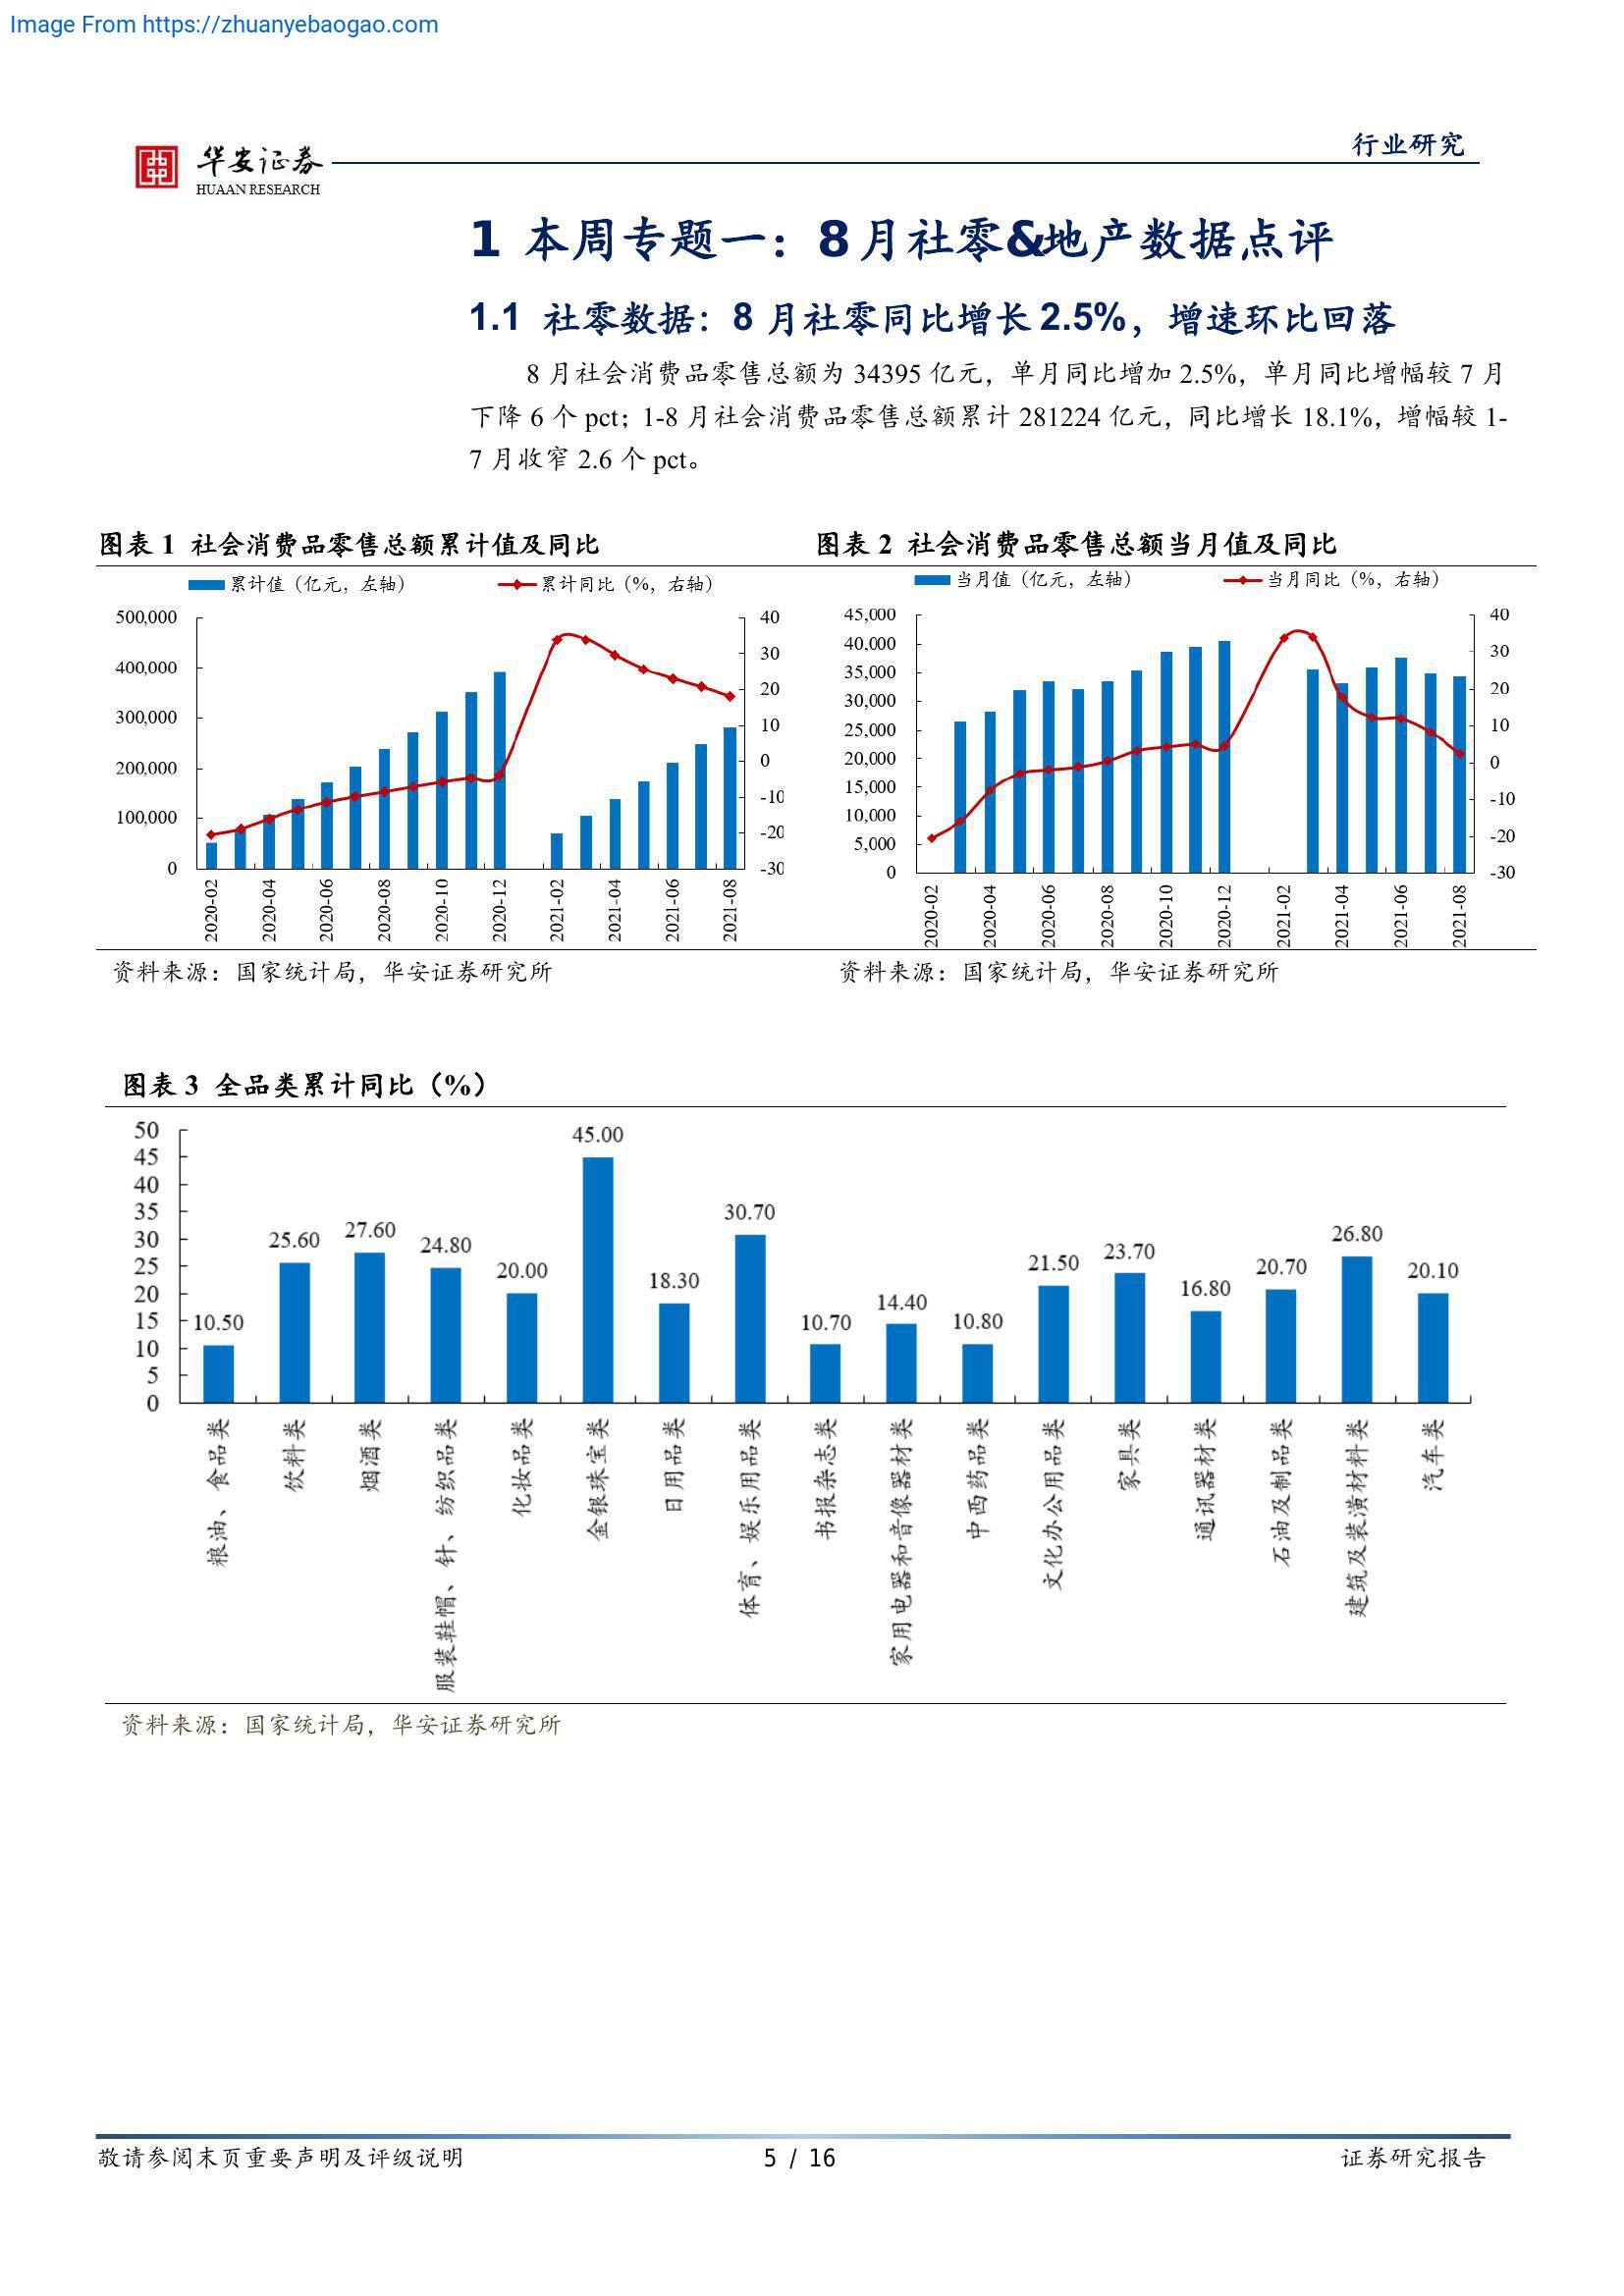 Image From https://zhuanyebaogao.com
行业研究
华安证券
HUAAN RESEARCH
1 本周专题一：8月社零&地产数据点评
1.1 社零数据：8 月社零同比增长 2.5%，增速环比回落
8 月社会消费品零售总额为 34395 亿元，单月同比增加 2.5%，单月同比增幅较 7 月
下降 6 个 pct；1-8 月社会消费品零售总额累计 281224 亿元，同比增长 18.1%，增幅较 1-
7 月收窄 2.6 个 pct。
图表 1 社会消费品零售总额累计值及同比
累计值（亿元，左轴） 累计同比（%，右轴）
500,000
400,000
300,000
200,000
100,000
0
40
30
20
10
0
-10
-20
-30
2020-02
2020-04
2020-06
2020-08
2020-10
2020-12
2021-02
2021-04
2021-06
2021-08
资料来源：国家统计局，华安证券研究所
图表 2 社会消费品零售总额当月值及同比
当月值（亿元，左轴） 当月同比（%，右轴）
45,000
40,000
35,000
30,000
25,000
20,000
15,000
10,000
5,000
0
40
30
20
10
0
-10
-20
-30
2020-02
2020-04
2020-06
2020-08
2020-10
2020-12
2021-02
2021-04
2021-06
2021-08
资料来源：国家统计局，华安证券研究所
图表 3 全品类累计同比（%）
50
45
40
35
30
25
20
15
10
5
0
10.50
25.60
27.60
24.80
20.00
45.00
18.30
30.70
10.70
14.40
10.80
21.50
23.70
16.80
20.70
26.80
20.10
粮油、食品类
饮料类
烟酒类
服装鞋帽、针、纺织品类
化妆品类
金银珠宝类
日用品类
体育、娱乐用品类
书报杂志类
家用电器和音像器材类
中西药品类
文化办公用品类
家具类
通讯器材类
石油及制品类
建筑及装潢材料类
汽车类
资料来源：国家统计局，华安证券研究所
敬请参阅末页重要声明及评级说明
5 / 16
证券研究报告